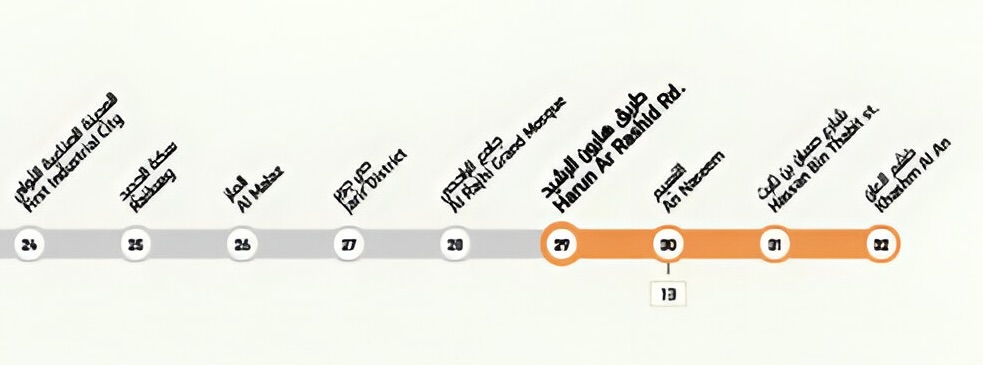 المدينة الصناعية الأولى
First Industrial City
سكة الحديد
Railway
الملز
Al Malaz
حي جرير
Jarir District
جامع الراجحي
Al Rajhi Grand Mosque
طريق هارون الرشيد
Harun Ar Rashid Rd.
النسيم
An Naseem
شارع حسان بن ثابت
Hassan Bin Thabit st.
خشم العان
Khashm Al An
24
25
26
27
28
29
30
31
32
13